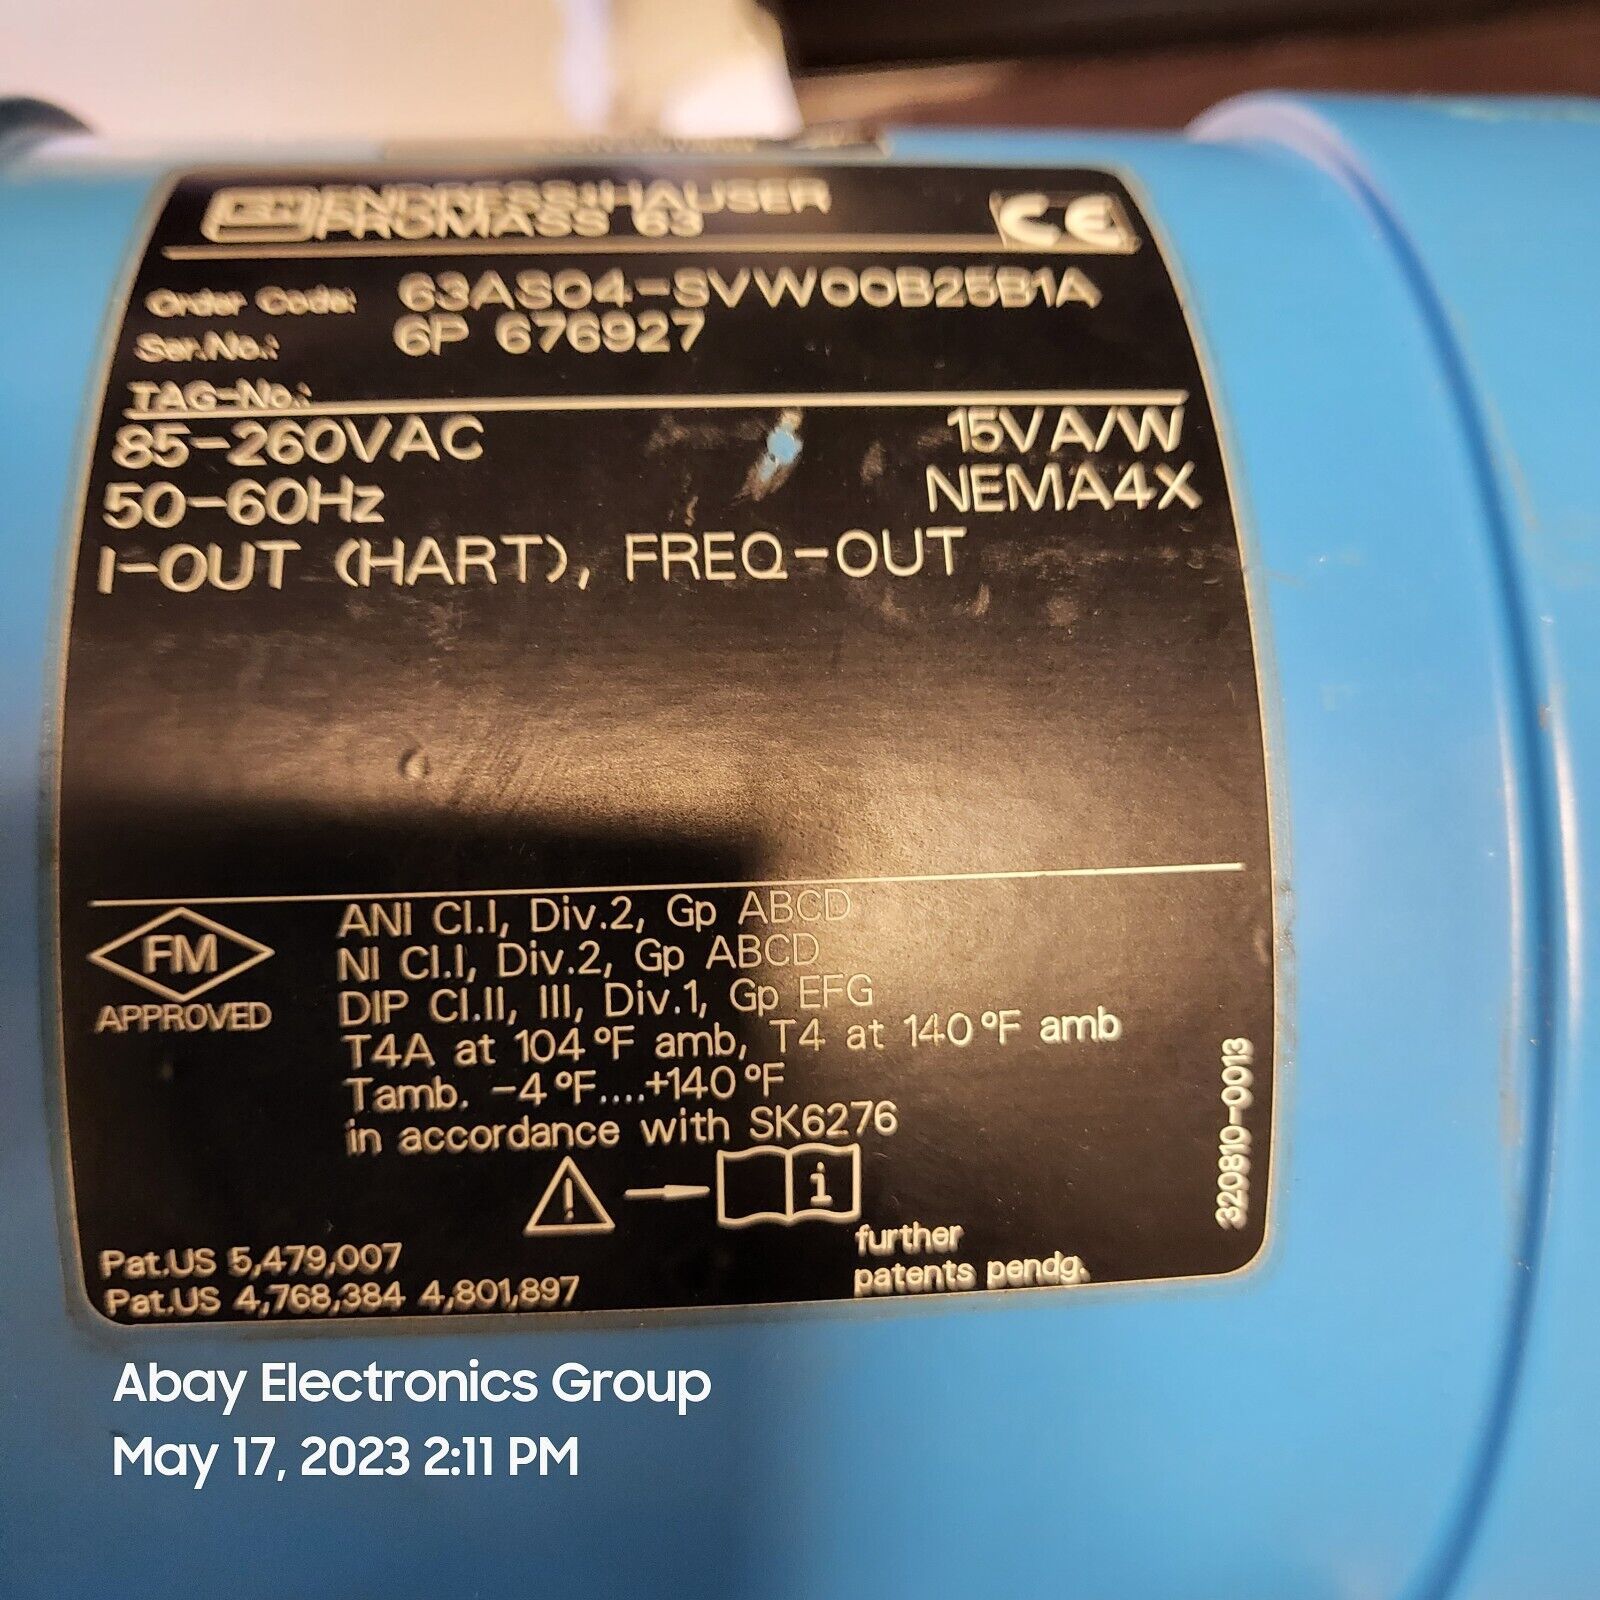 E+H ENDRESS+HAUSER
PROMASS 63
CE
Order Code: 63AS04-SVW00B25B1A
Ser.No.: 6P 676927
TAG-No.:
85-260VAC 15VA/W
50-60Hz NEMA4X
I-OUT (HART), FREQ-OUT
FM
APPROVED
ANI Cl.I, Div.2, Gp ABCD
NI Cl.I, Div.2, Gp ABCD
DIP Cl.II, III, Div.1, Gp EFG
T4A at 104°F amb, T4 at 140°F amb
Tamb. -4°F....+140°F
in accordance with SK6276
i
320810-0013
Pat.US 5,479,007
Pat.US 4,768,384 4,801,897
further
patents pendg.
Abay Electronics Group
May 17, 2023 2:11 PM